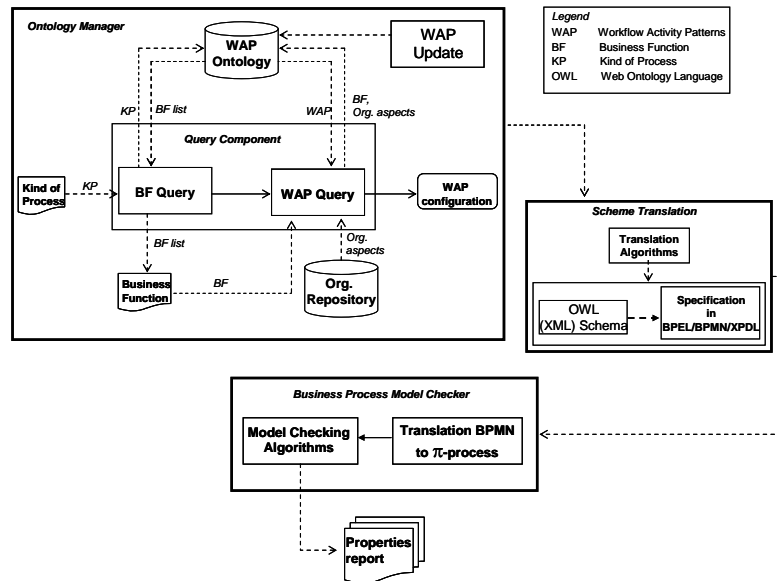 Ontology Manager
WAP
Ontology
WAP
Update
Legend
WAP Workflow Activity Patterns
BF Business Function
KP Kind of Process
OWL Web Ontology Language
KP
BF list
WAP
BF,
Org. aspects
Query Component
Kind of
Process
KP
BF Query
WAP Query
WAP
configuration
BF list
Org.
aspects
Business
Function
BF
Org.
Repository
Scheme Translation
Translation
Algorithms
OWL
(XML) Schema
Specification
in
BPEL/BPMN/XPDL
Business Process Model Checker
Model Checking
Algorithms
Translation BPMN
to π-process
Properties
report